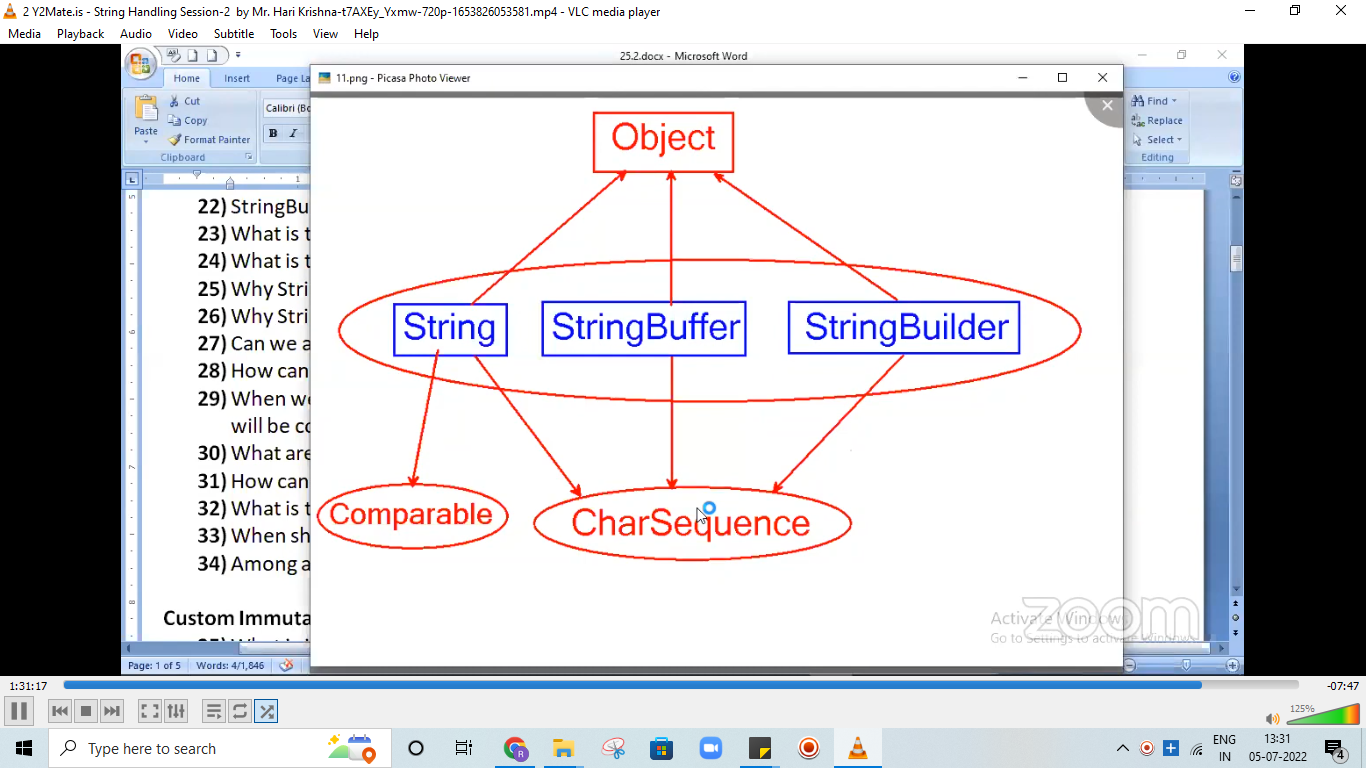 2 Y2Mate.is - String Handling Session-2 by Mr. Hari Krishna-t7AXEy_Yxmw-720p-1653826053581.mp4 - VLC media player
Media Playback Audio Video Subtitle Tools View Help
25.2.docx - Microsoft Word
Home Insert Page La
11.png - Picasa Photo Viewer
Paste
Cut
Copy
Format Painter
Clipboard
Calibri (Bo
B I
Find
Replace
Select
Editing
22) StringBu
23) What is t
24) What is t
25) Why Stri
26) Why Stri
27) Can we a
28) How can
29) When we
will be co
30) What are
31) How can
32) What is t
33) When sh
34) Among a
Custom Immuta
Object
String StringBuffer StringBuilder
Comparable CharSequence
zoom
Activate Windows
Go to Settings to activate Windows.
Page: 1 of 5 Words: 4/1,846
1:31:17 -07:47
125%
Type here to search
ENG 13:31
IN 05-07-2022
4